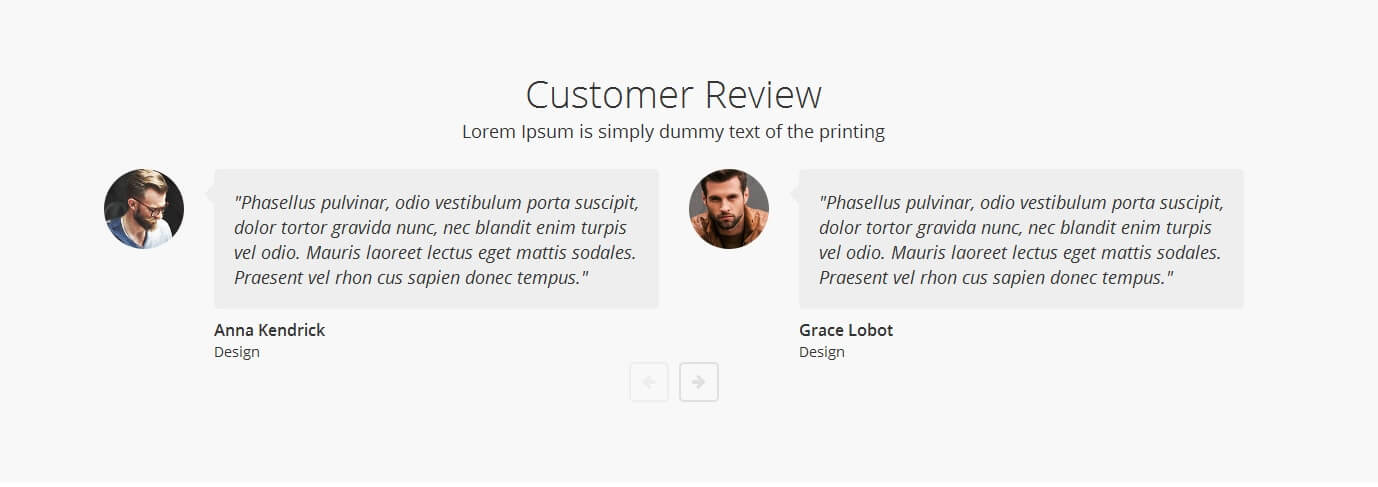 Customer Review
Lorem Ipsum is simply dummy text of the printing
"Phasellus pulvinar, odio vestibulum porta suscipit,
dolor tortor gravida nunc, nec blandit enim turpis
vel odio. Mauris laoreet lectus eget mattis sodales.
Praesent vel rhon cus sapien donec tempus."
Anna Kendrick
Design
"Phasellus pulvinar, odio vestibulum porta suscipit,
dolor tortor gravida nunc, nec blandit enim turpis
vel odio. Mauris laoreet lectus eget mattis sodales.
Praesent vel rhon cus sapien donec tempus."
Grace Lobot
Design